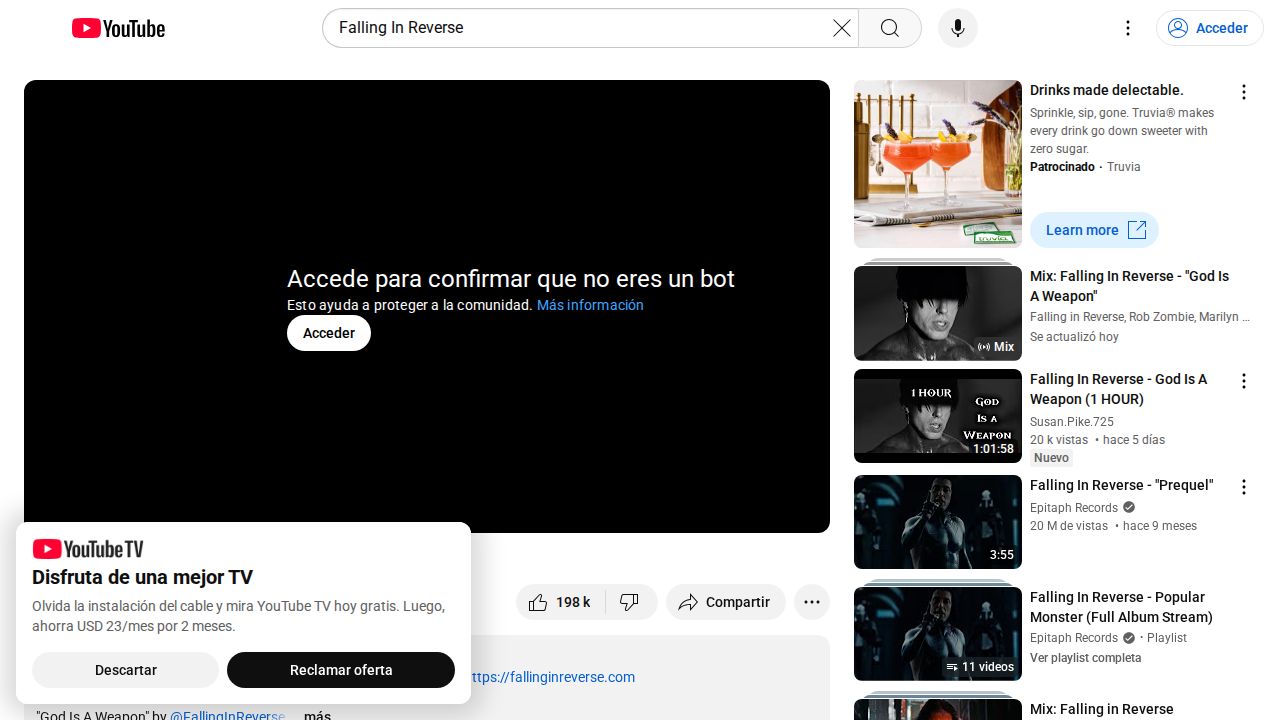 YouTube
Falling In Reverse
Acceder
Accede para confirmar que no eres un bot
Esto ayuda a proteger a la comunidad. Más información
Acceder
YouTube TV
Disfruta de una mejor TV
Olvida la instalación del cable y mira YouTube TV hoy gratis. Luego,
ahorra USD 23/mes por 2 meses.
Descartar
Reclamar oferta
198 k
Compartir
ttps://fallinginreverse.com
"God Is A Weapon" by @FallingInReverse
más
Drinks made delectable.
Sprinkle, sip, gone. Truvia® makes
every drink go down sweeter with
zero sugar.
Patrocinado · Truvia
Learn more
truvia
Mix
Mix: Falling In Reverse - "God Is
A Weapon"
Falling in Reverse, Rob Zombie, Marilyn ...
Se actualizó hoy
1 HOUR
God
Is a
Weapon
1:01:58
Falling In Reverse - God Is A
Weapon (1 HOUR)
Susan.Pike.725
20 k vistas • hace 5 días
Nuevo
3:55
Falling In Reverse - "Prequel"
Epitaph Records
20 M de vistas • hace 9 meses
11 videos
Falling In Reverse - Popular
Monster (Full Album Stream)
Epitaph Records · Playlist
Ver playlist completa
Mix: Falling in Reverse